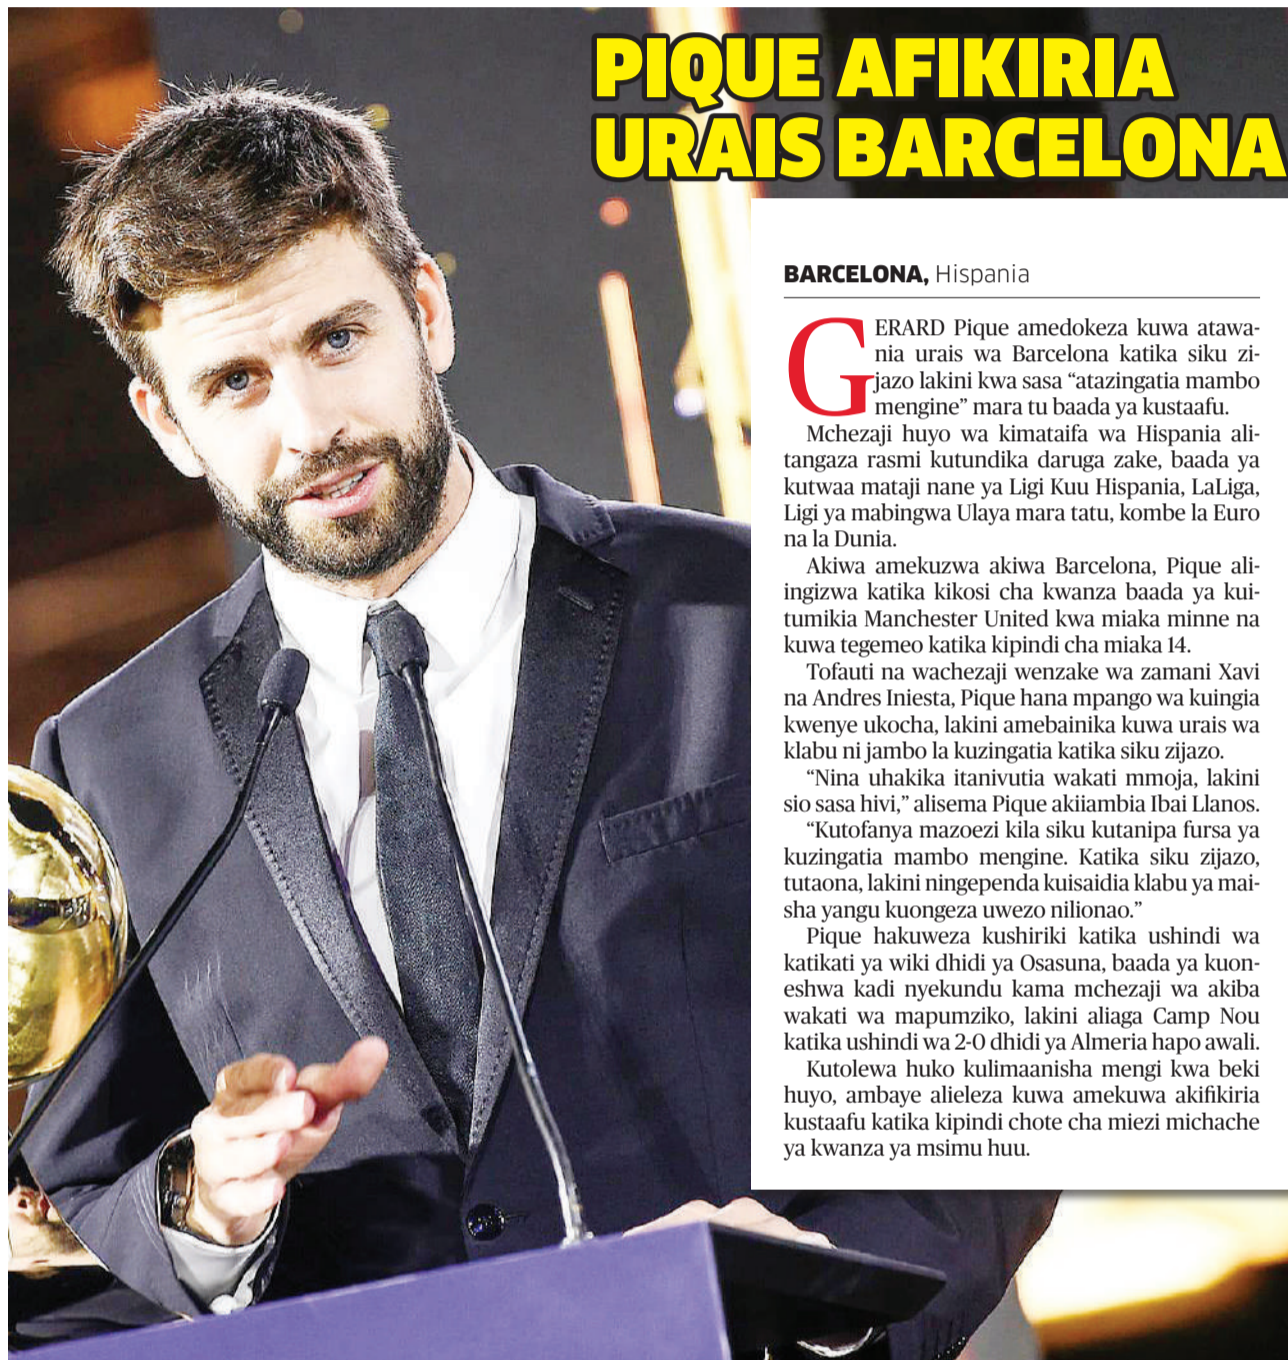 PIQUE AFIKIRIA
URAIS BARCELONA
BARCELONA, Hispania
GERARD Pique amedokeza kuwa atawa-
nia urais wa Barcelona katika siku zi-
jazo lakini kwa sasa “atazingatia mambo
mengine” mara tu baada ya kustaafu.
Mchezaji huyo wa kimataifa wa Hispania ali-
tangaza rasmi kutundika daruga zake, baada ya
kutwaa mataji nane ya Ligi Kuu Hispania, LaLiga,
Ligi ya mabingwa Ulaya mara tatu, kombe la Euro
na la Dunia.
Akiwa amekuzwa akiwa Barcelona, Pique ali-
ingizwa katika kikosi cha kwanza baada ya kui-
tumikia Manchester United kwa miaka minne na
kuwa tegemeo katika kipindi cha miaka 14.
Tofauti na wachezaji wenzake wa zamani Xavi
na Andres Iniesta, Pique hana mpango wa kuingia
kwenye ukocha, lakini amebainika kuwa urais wa
klabu ni jambo la kuzingatia katika siku zijazo.
“Nina uhakika itanivutia wakati mmoja, lakini
sio sasa hivi,” alisema Pique akiiambia Ibai Llanos.
“Kutofanya mazoezi kila siku kutanipa fursa ya
kuzingatia mambo mengine. Katika siku zijazo,
tutaona, lakini ningependa kuisaidia klabu ya mai-
sha yangu kuongeza uwezo nilionao.”
Pique hakuweza kushiriki katika ushindi wa
katikati ya wiki dhidi ya Osasuna, baada ya kuon-
eshwa kadi nyekundu kama mchezaji wa akiba
wakati wa mapumziko, lakini aliaga Camp Nou
katika ushindi wa 2-0 dhidi ya Almeria hapo awali.
Kutolewa huko kulimaanisha mengi kwa beki
huyo, ambaye alieleza kuwa amekuwa akifikiria
kustaafu katika kipindi chote cha miezi michache
ya kwanza ya msimu huu.